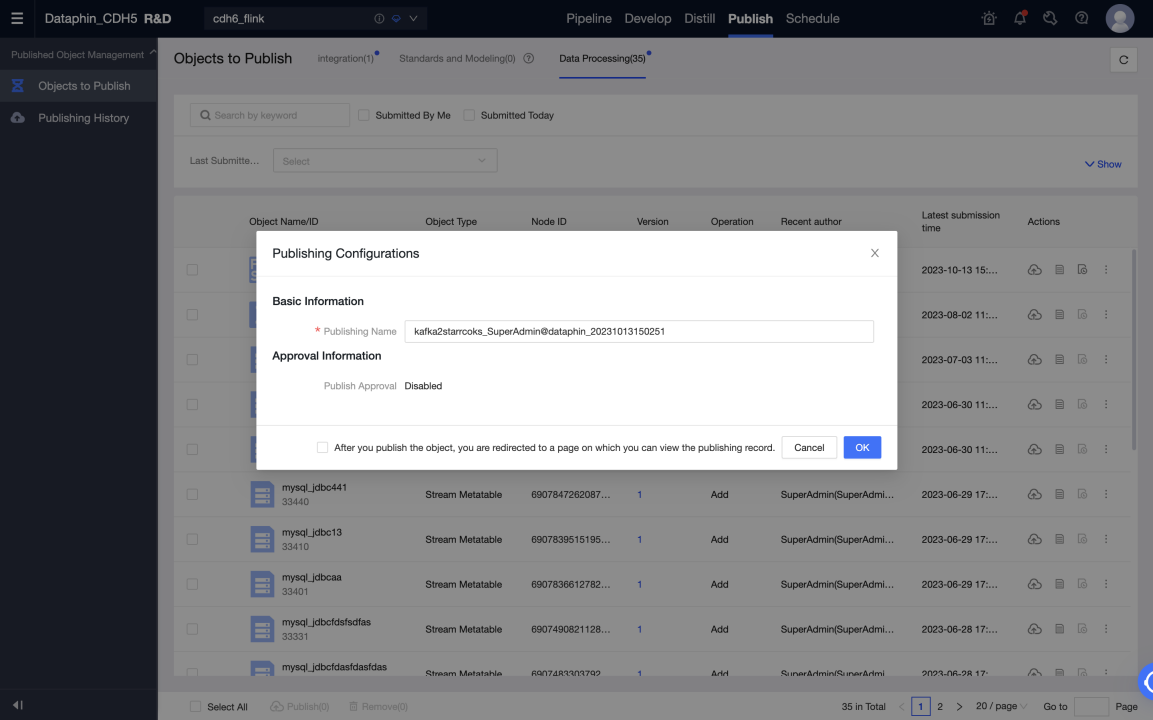 Dataphin_CDH5 R&D
cdh6_flink
Pipeline Develop Distill Publish Schedule
Published Object Management
Objects to Publish
Publishing History
Objects to Publish
integration(1)
Standards and Modeling(0)
Data Processing(35)
Search by keyword
Submitted By Me
Submitted Today
Last Submitte...
Select
Show
Object Name/ID Object Type Node ID Version Operation Recent author Latest submission time Actions
2023-10-13 15:...
2023-08-02 11:...
2023-07-03 11:...
2023-06-30 11:...
2023-06-30 11:...
Publishing Configurations
Basic Information
* Publishing Name kafka2starrcoks_SuperAdmin@dataphin_20231013150251
Approval Information
Publish Approval Disabled
After you publish the object, you are redirected to a page on which you can view the publishing record.
Cancel
OK
mysql_jdbc441
33440
Stream Metatable 6907847262087... 1 Add SuperAdmin(SuperAdmi... 2023-06-29 17:...
mysql_jdbc13
33410
Stream Metatable 6907839515195... 1 Add SuperAdmin(SuperAdmi... 2023-06-29 17:...
mysql_jdbcaa
33401
Stream Metatable 6907836612782... 1 Add SuperAdmin(SuperAdmi... 2023-06-29 17:...
mysql_jdbcfdsfsdfas
33331
Stream Metatable 6907490821128... 1 Add SuperAdmin(SuperAdmi... 2023-06-28 17:...
mysql_jdbcfdasfdasfdas
Stream Metatable 6907483303792... 1 Add SuperAdmin(SuperAdmi... 2023-06-28 17:...
Select All
Publish(0)
Remove(0)
35 in Total
1 2
20 / page
Go to
Page